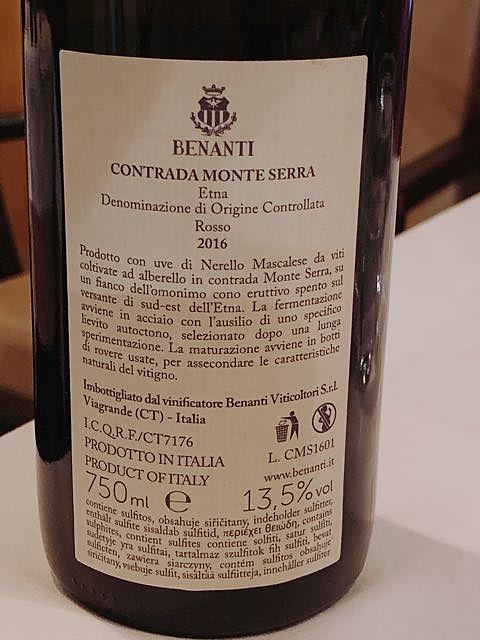 BENANTI
CONTRADA MONTE SERRA
Etna
Denominazione di Origine Controllata
Rosso
2016
Prodotto con uve di Nerello Mascalese da viti
coltivate ad alberello in contrada Monte Serra, su
un fianco dell'omonimo cono eruttivo spento sul
versante di sud-est dell'Etna. La fermentazione
avviene in acciaio con l'ausilio di uno specifico
lievito autoctono, selezionato dopo una lunga
sperimentazione. La maturazione avviene in botti
di rovere usate, per assecondare le caratteristiche
naturali del vitigno.
Imbottigliato dal vinificatore Benanti Viticoltori S.r.l.
Viagrande (CT) - Italia
I.C.Q.R.F./CT7176
PRODOTTO IN ITALIA
L. CMS1601
PRODUCT OF ITALY
www.benanti.it
750ml e 13,5% vol
contiene solfitos, obsahuje siřičitany, indeholder sulfitter,
enthält sulfite sisaldab sulfitid, περιέχει θειώδη, contains
sulphites, contient sulfites contiene solfiti, satur sulfīti,
sudėtyje yra sulfitai, tartalmaz szulfitok fih sulfiti, bevat
sulfieten, zawiera siarczyny, contém sulfitos obsahuje
siričitany, vsebuje sulfit, sisältää sulfiitteja, innehåller sulfiter